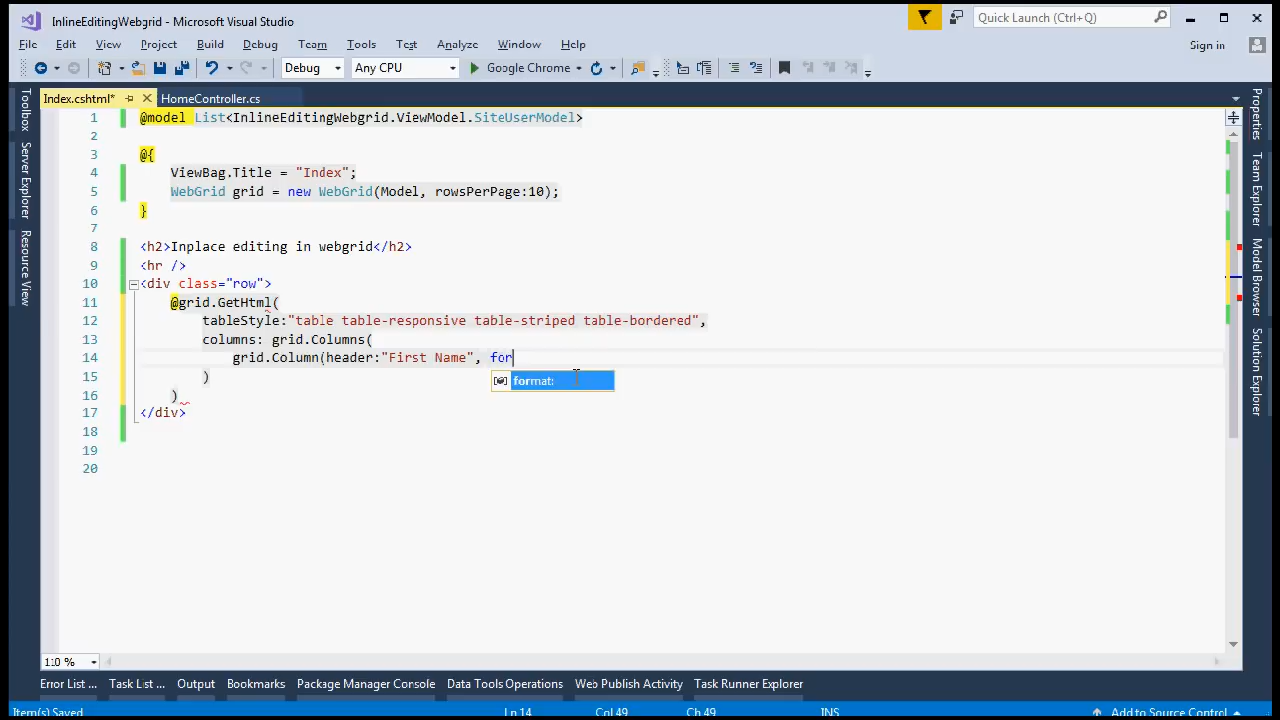 InlineEditingWebgrid - Microsoft Visual Studio
Quick Launch (Ctrl+Q)
File Edit View Project Build Debug Team Tools Test Analyze Window Help
Sign in
Debug Any CPU Google Chrome
Index.cshtml* HomeController.cs
Toolbox
Server Explorer
Resource View
1 @model List<InlineEditingWebgrid.ViewModel.SiteUserModel>
2
3 @{
4 ViewBag.Title = "Index";
5 WebGrid grid = new WebGrid(Model, rowsPerPage:10);
6 }
7
8 <h2>Inplace editing in webgrid</h2>
9 <hr />
10 <div class="row">
11 @grid.GetHtml(
12 tableStyle:"table table-responsive table-striped table-bordered",
13 columns: grid.Columns(
14 grid.Column(header:"First Name", for
format:
15 )
16 )
17 </div>
18
19
20
Properties
Team Explorer
Model Browser
Solution Explorer
110 %
Error List ... Task List ... Output Bookmarks Package Manager Console Data Tools Operations Web Publish Activity Task Runner Explorer
Item(s) Saved Ln 14 Col 49 Ch 49 INS Add to Source Control